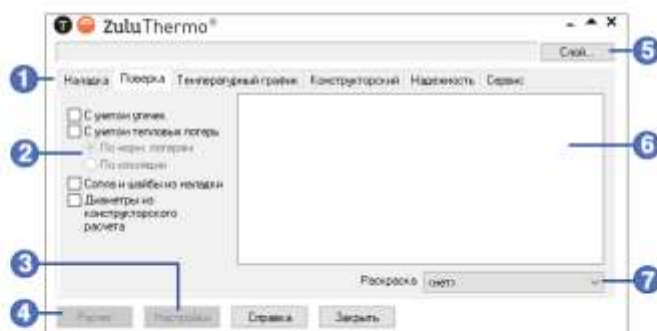 ZuluThermo®
Слой...
5
1
Наладка Поверка Температурный график Конструкторский Надежность Сервис
С учетом утечек
С учетом тепловых потерь
2
По норм. потерям
По изоляции
6
Сопла и шайбы из наладки
Диаметры из
конструкторского
расчета
3
Раскраска <нет>
7
4
Расчет Настройки Справка Закрыть